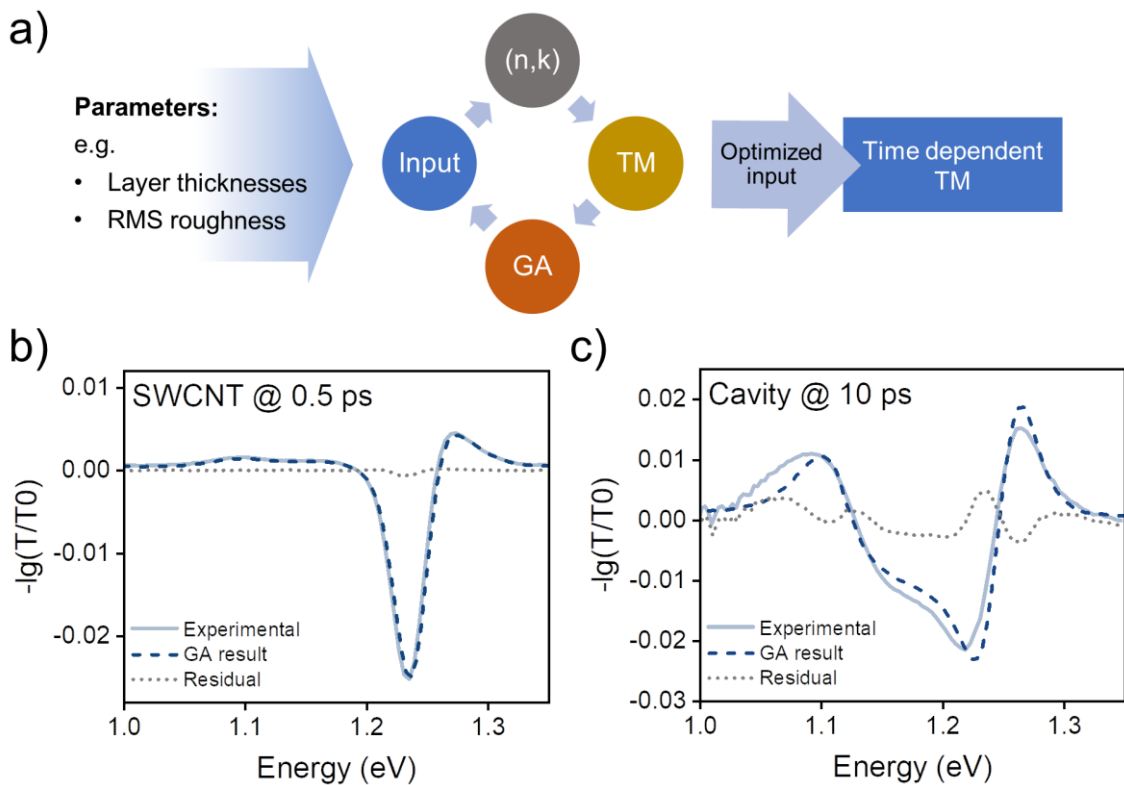 a)
Parameters:
e.g.
• Layer thicknesses
• RMS roughness
(n,k)
Input
TM
GA
Optimized
input
Time dependent
TM
b)
SWCNT @ 0.5 ps
0.01
0.00
-0.01
-0.02
-lg(T/T0)
Experimental
GA result
Residual
1.0
1.1
1.2
1.3
Energy (eV)
c)
Cavity @ 10 ps
0.02
0.01
0.00
-0.01
-0.02
-0.03
-lg(T/T0)
Experimental
GA result
Residual
1.0
1.1
1.2
1.3
Energy (eV)